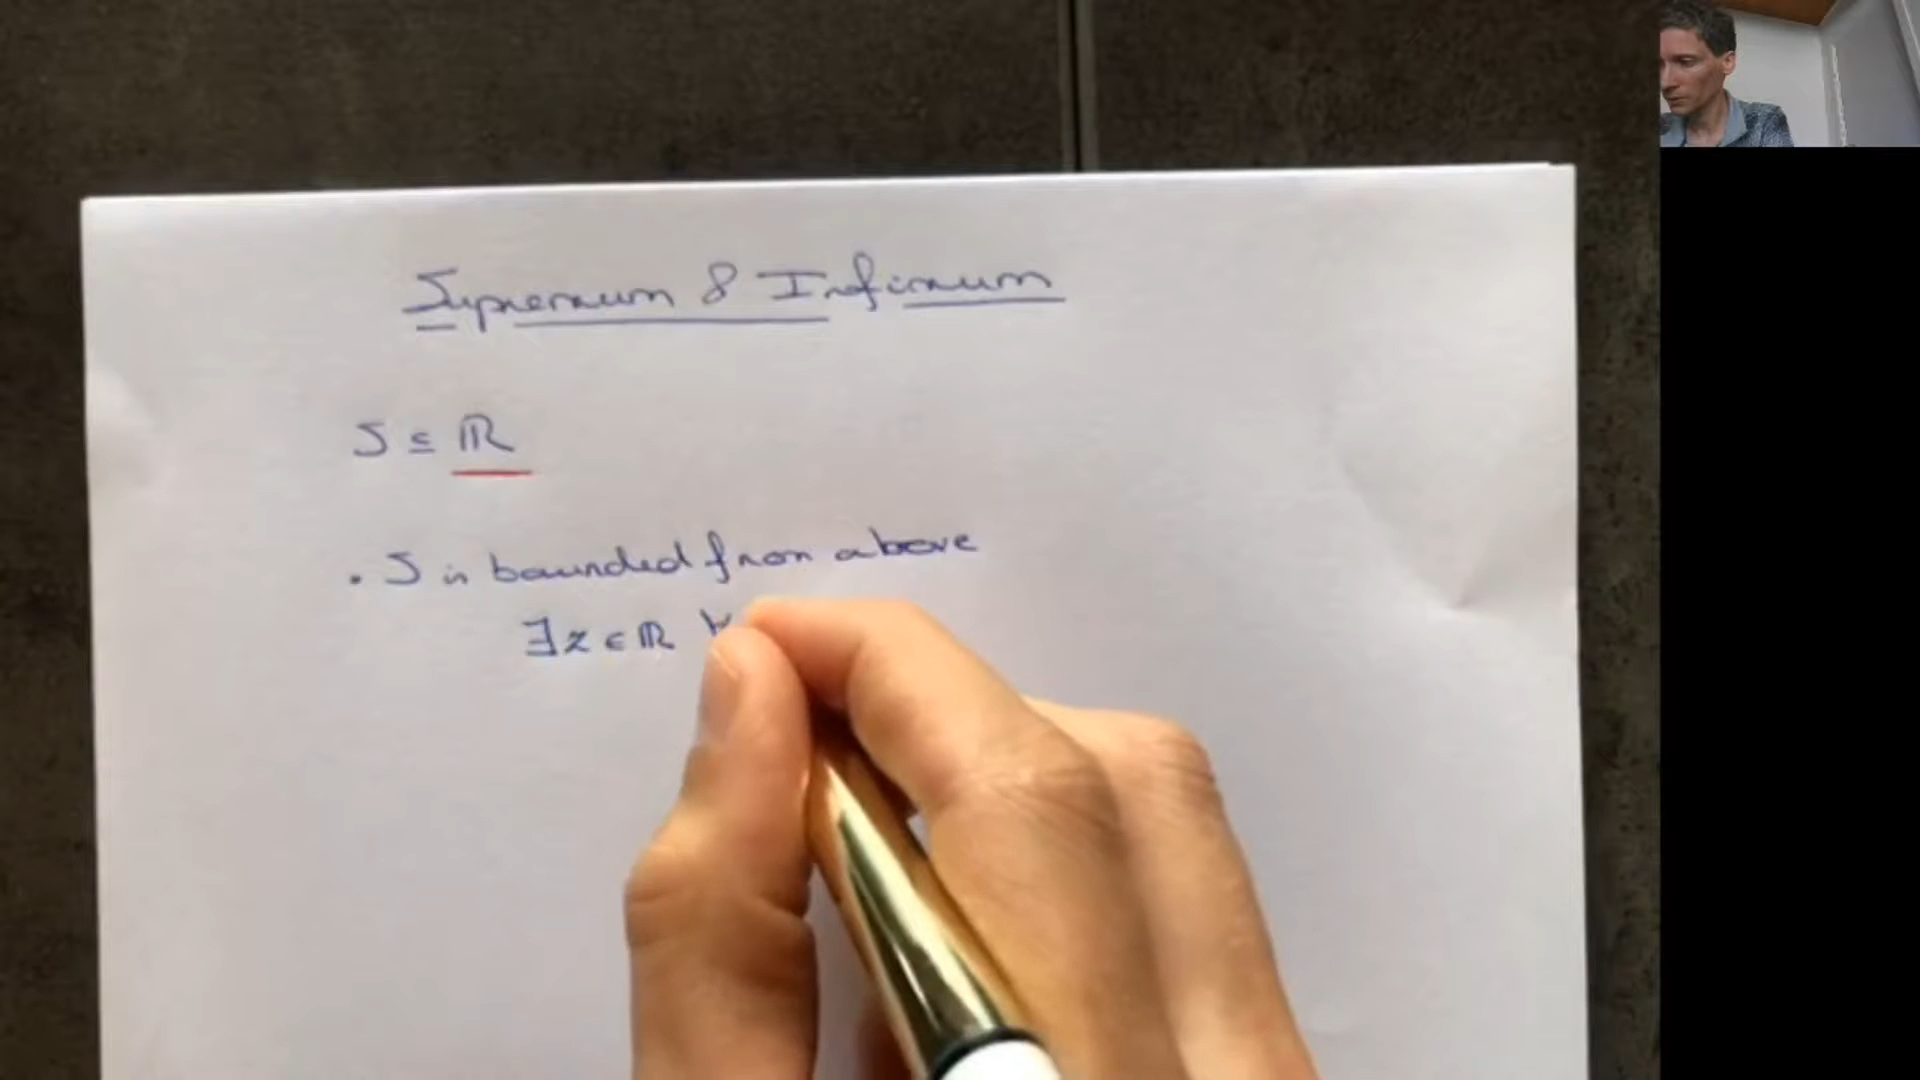 Supremum & Infimum
S ⊆ ℝ
• S is bounded from above
∃ z ∈ ℝ ∀